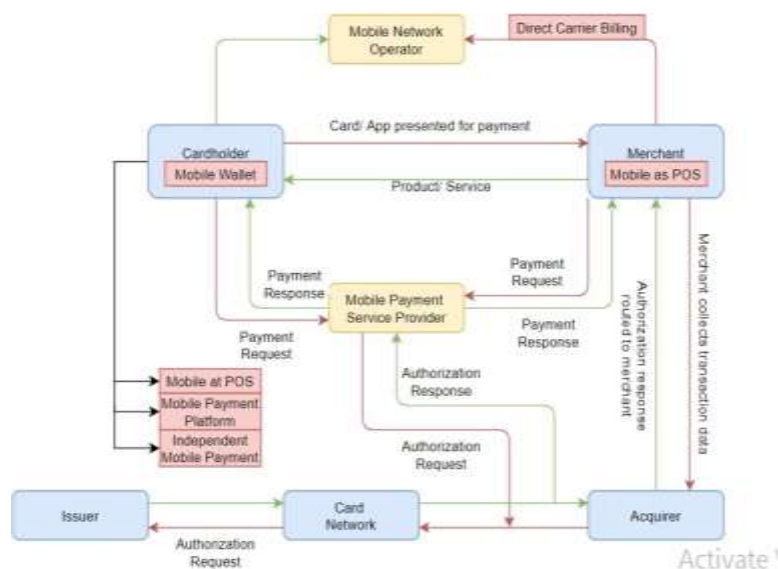 Direct Carrier Billing
Mobile Network
Operator
Card/ App presented for payment
Cardholder
Mobile Wallet
Merchant
Mobile as POS
Product/ Service
Payment
Response
Payment
Request
Mobile Payment
Service Provider
Payment
Request
Payment
Response
Authorization response
routed to merchant
Merchant collects transaction data
Authorization
Response
Mobile at POS
Mobile Payment
Platform
Independent
Mobile Payment
Authorization
Request
Issuer
Card
Network
Acquirer
Authorization
Request
Activate